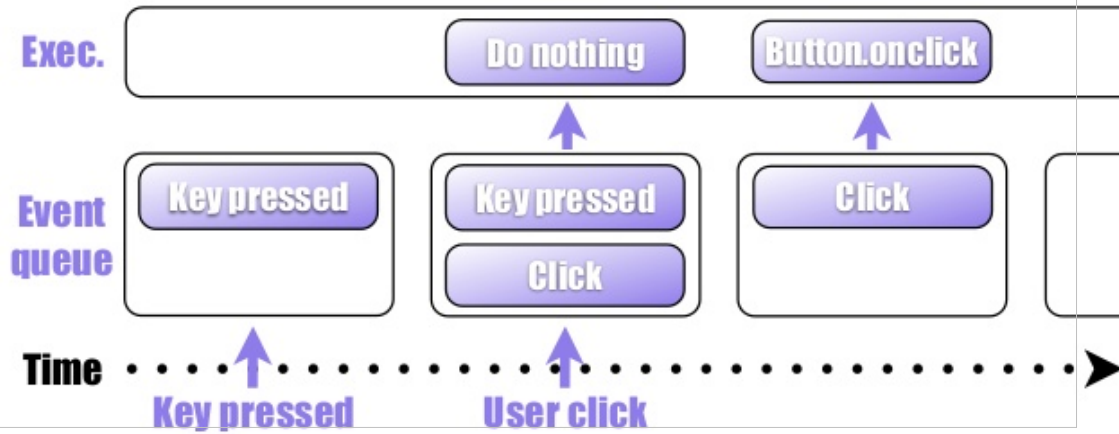 Exec.
Do nothing
Button.onclick
Event
queue
Key pressed
Key pressed
Click
Click
Time
Key pressed
User click